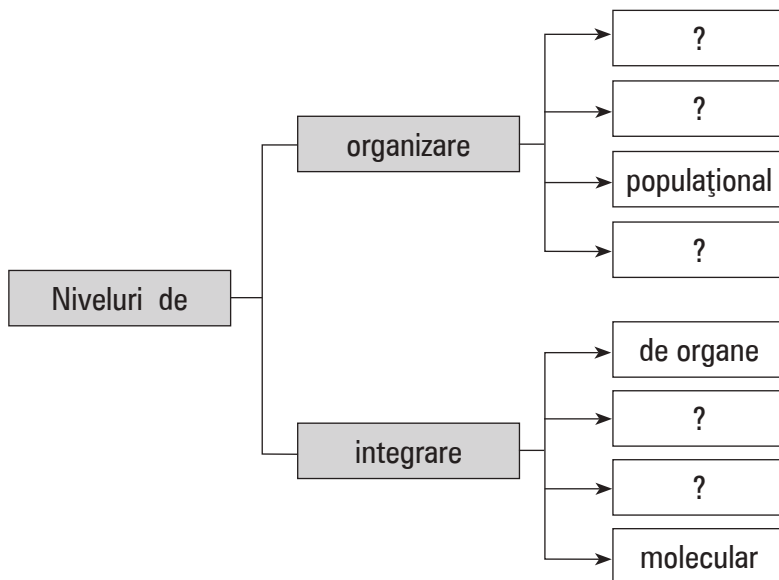 ?
?
organizare
populaţional
?
Niveluri de
de organe
?
integrare
?
molecular